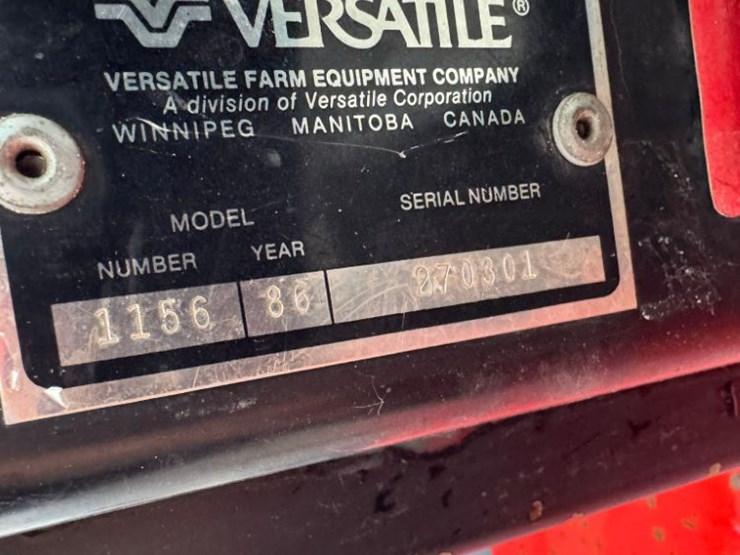 VERSATILE®
VERSATILE FARM EQUIPMENT COMPANY
A division of Versatile Corporation
WINNIPEG MANITOBA CANADA
MODEL
NUMBER YEAR SERIAL NUMBER
1156 86 270301